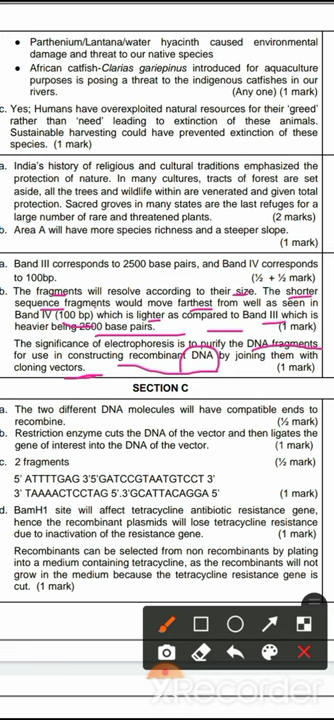 • Parthenium/Lantana/water hyacinth caused environmental
damage and threat to our native species
• African catfish-Clarias gariepinus introduced for aquaculture
purposes is posing a threat to the indigenous catfishes in our
rivers. (Any one) (1 mark)
c. Yes; Humans have overexploited natural resources for their 'greed'
rather than 'need' leading to extinction of these animals.
Sustainable harvesting could have prevented extinction of these
species. (1 mark)
a. India's history of religious and cultural traditions emphasized the
protection of nature. In many cultures, tracts of forest are set
aside, all the trees and wildlife within are venerated and given total
protection. Sacred groves in many states are the last refuges for a
large number of rare and threatened plants. (2 marks)
b. Area A will have more species richness and a steeper slope.
(1 mark)
a. Band III corresponds to 2500 base pairs, and Band IV corresponds
to 100bp. (½ + ½ mark)
b. The fragments will resolve according to their size. The shorter
sequence fragments would move farthest from well as seen in
Band IV (100 bp) which is lighter as compared to Band III which is
heavier being 2500 base pairs. (1 mark)
The significance of electrophoresis is to purify the DNA fragments
for use in constructing recombinant DNA by joining them with
cloning vectors. (1 mark)
SECTION C
a. The two different DNA molecules will have compatible ends to
recombine. (½ mark)
b. Restriction enzyme cuts the DNA of the vector and then ligates the
gene of interest into the DNA of the vector. (1 mark)
c. 2 fragments (½ mark)
5' ATTTTGAG 3'5'GATCCGTAATGTCCT 3'
3' TAAAACTCCTAG 5'.3'GCATTACAGGA 5' (1 mark)
d. BamH1 site will affect tetracycline antibiotic resistance gene,
hence the recombinant plasmids will lose tetracycline resistance
due to inactivation of the resistance gene. (1 mark)
Recombinants can be selected from non recombinants by plating
into a medium containing tetracycline, as the recombinants will not
grow in the medium because the tetracycline resistance gene is
cut. (1 mark)
XRecorder